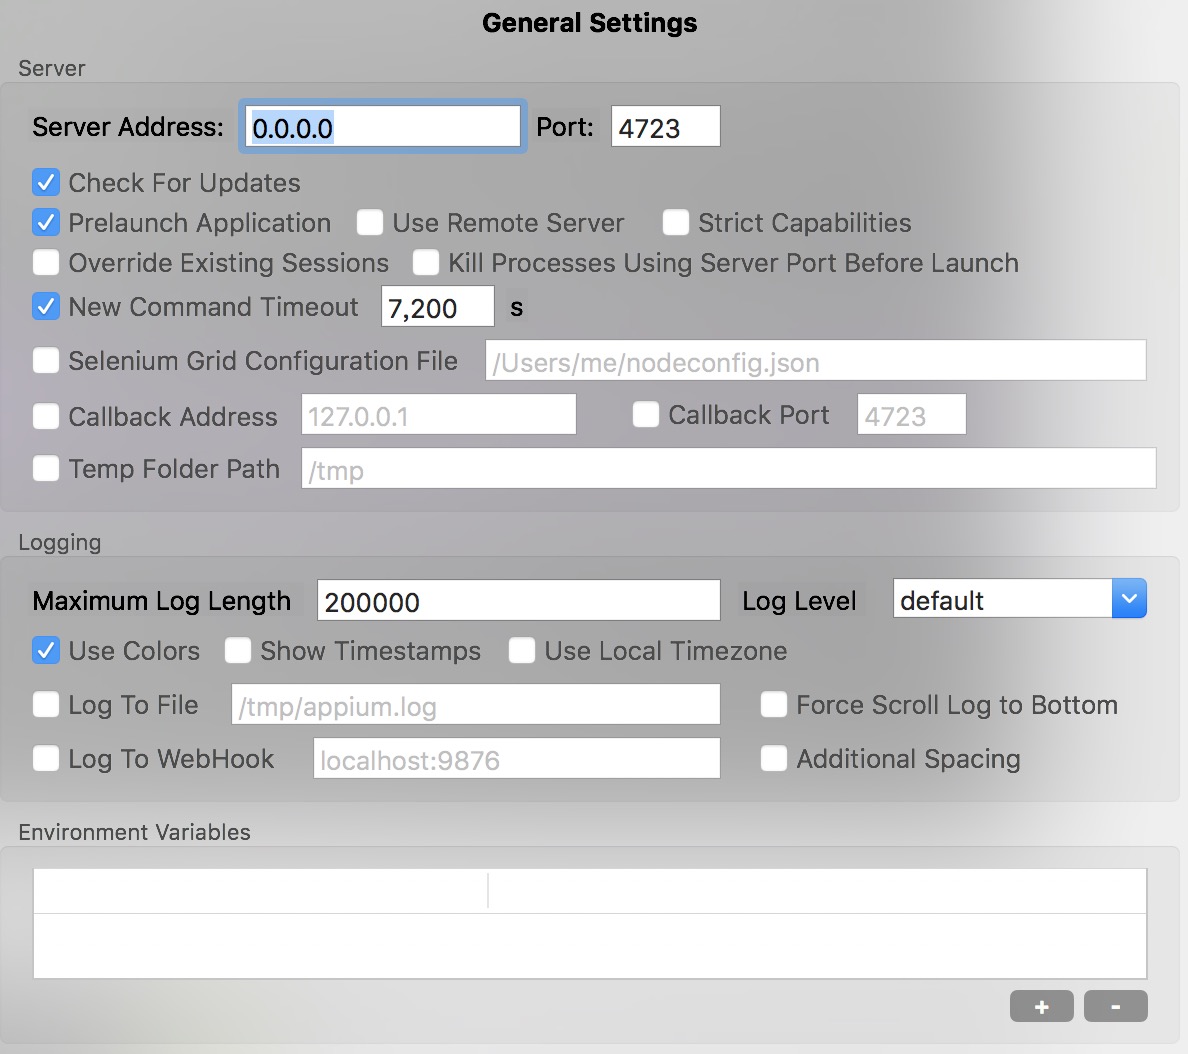 General Settings
Server
Server Address: 0.0.0.0 Port: 4723
Check For Updates
Prelaunch Application Use Remote Server Strict Capabilities
Override Existing Sessions Kill Processes Using Server Port Before Launch
New Command Timeout 7,200 s
Selenium Grid Configuration File /Users/me/nodeconfig.json
Callback Address 127.0.0.1 Callback Port 4723
Temp Folder Path /tmp
Logging
Maximum Log Length 200000 Log Level default
Use Colors Show Timestamps Use Local Timezone
Log To File /tmp/appium.log Force Scroll Log to Bottom
Log To WebHook localhost:9876 Additional Spacing
Environment Variables
+ -